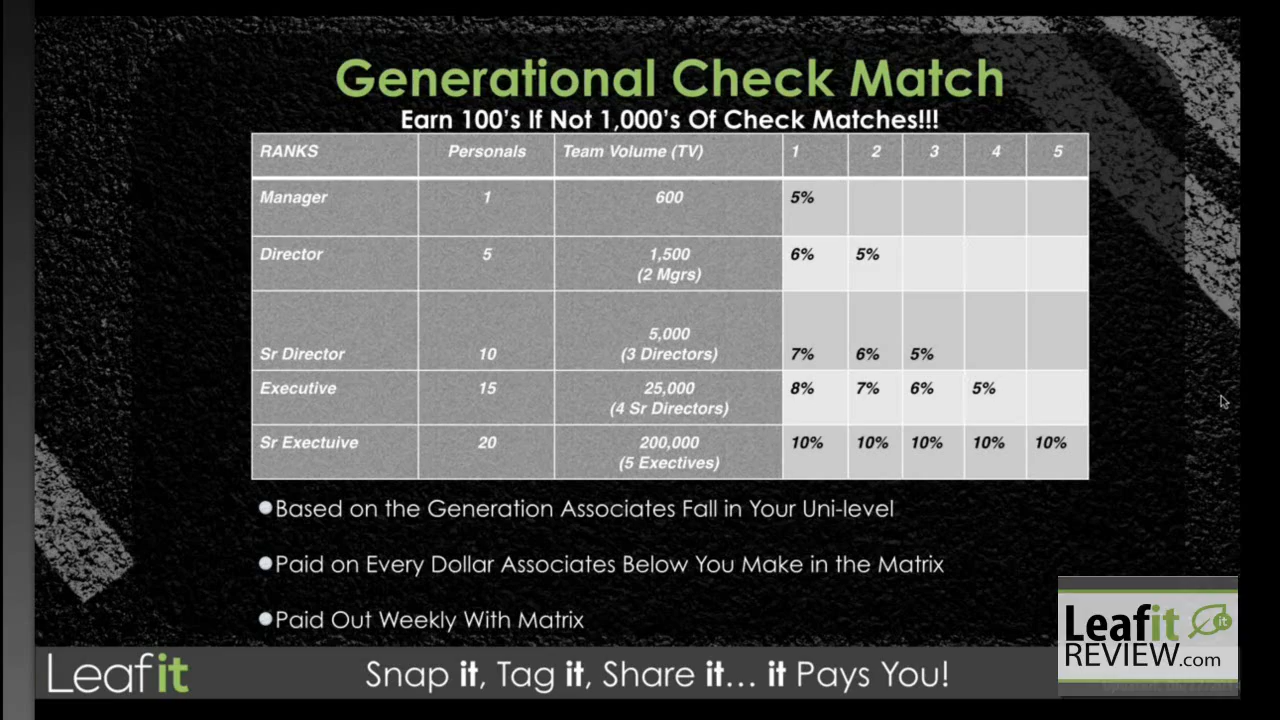 Generational Check Match
Earn 100's If Not 1,000's Of Check Matches!!!
RANKS Personals Team Volume (TV) 1 2 3 4 5
Manager 1 600 5%
Director 5 1,500 (2 Mgrs) 6% 5%
Sr Director 10 5,000 (3 Directors) 7% 6% 5%
Executive 15 25,000 (4 Sr Directors) 8% 7% 6% 5%
Sr Exectuive 20 200,000 (5 Exectives) 10% 10% 10% 10% 10%
Based on the Generation Associates Fall in Your Uni-level
Paid on Every Dollar Associates Below You Make in the Matrix
Paid Out Weekly With Matrix
Leafit
Snap it, Tag it, Share it... it Pays You!
Leafit it
REVIEW.com